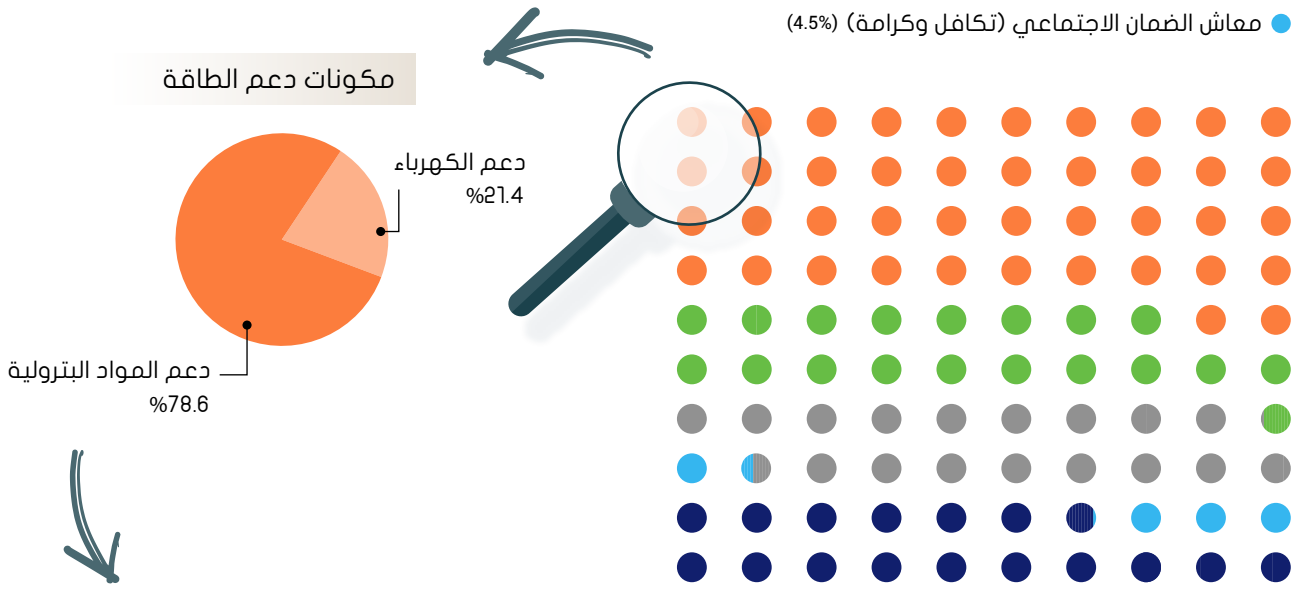 معاش الضمان الاجتماعي (تكافل وكرامة) (4.5%)
مكونات دعم الطاقة
دعم الكهرباء
%21.4
دعم المواد البترولية
%78.6